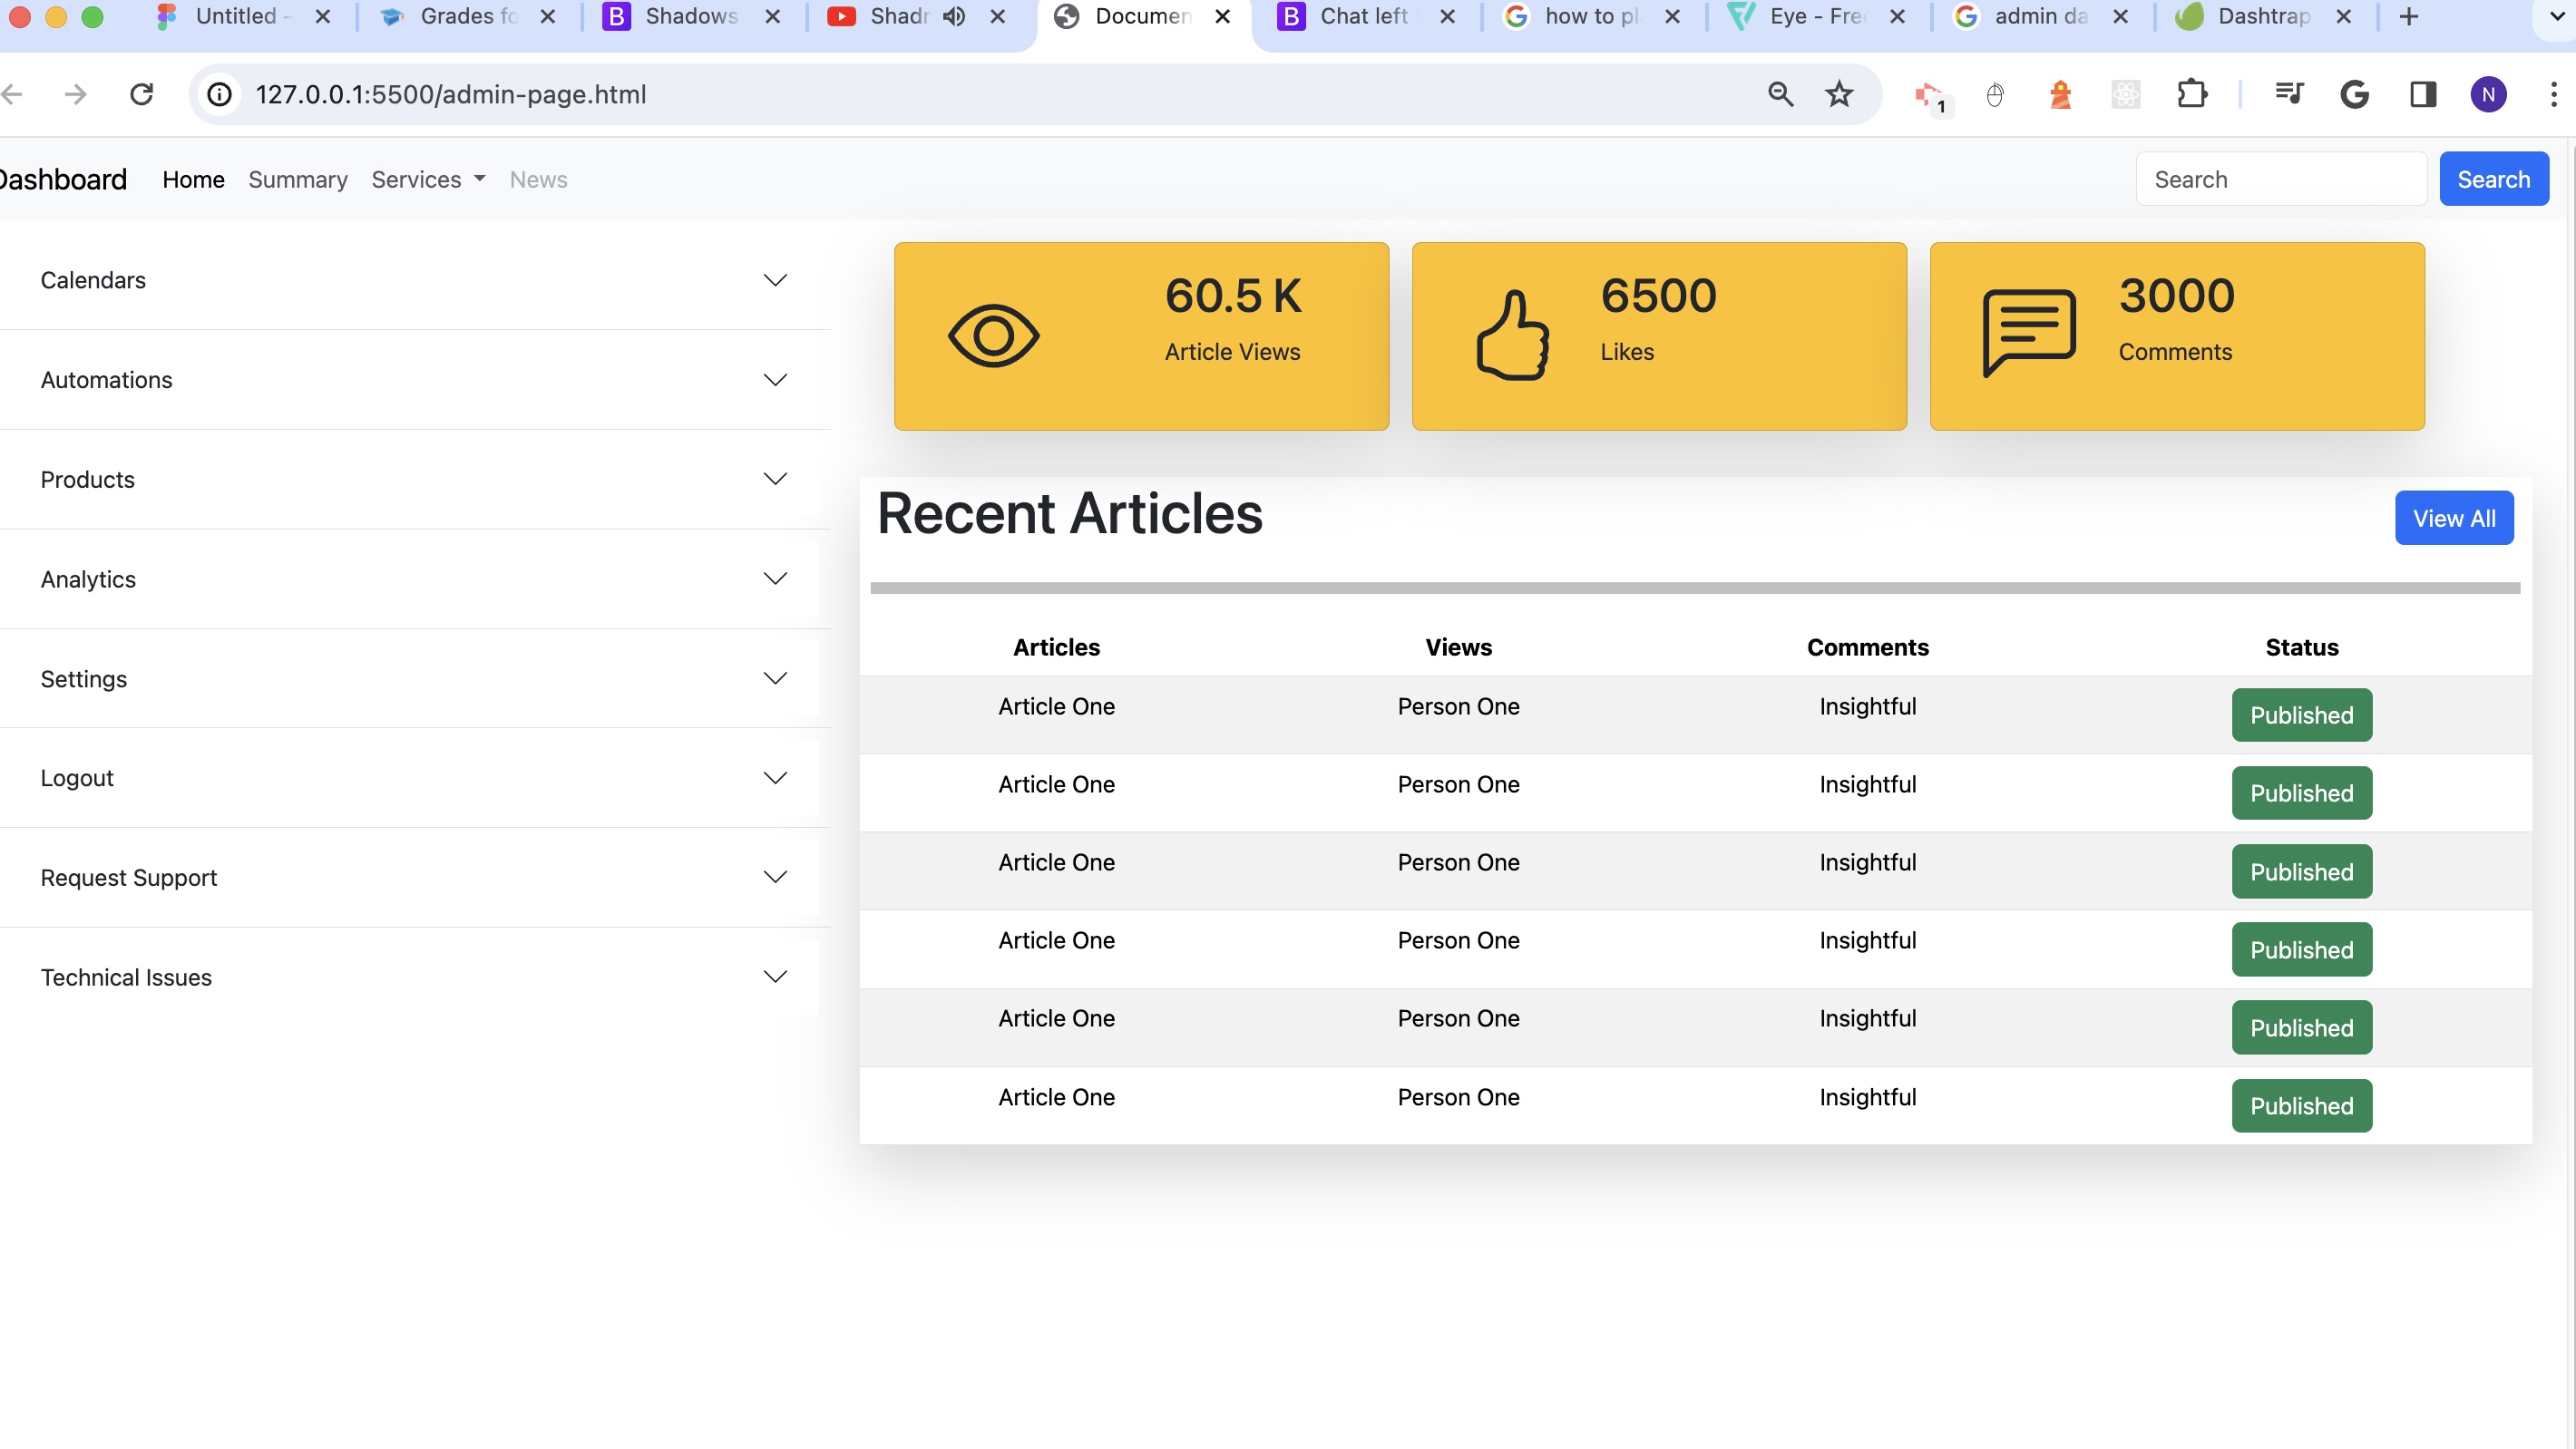 Untitled - Grades fo Shadows Shadr Documen Chat left how to pl Eye - Free admin da Dashtrap
127.0.0.1:5500/admin-page.html 1 N
Dashboard Home Summary Services News Search Search
Calendars
Automations
Products
Analytics
Settings
Logout
Request Support
Technical Issues
60.5 K
Article Views
6500
Likes
3000
Comments
Recent Articles View All
Articles Views Comments Status
Article One Person One Insightful Published
Article One Person One Insightful Published
Article One Person One Insightful Published
Article One Person One Insightful Published
Article One Person One Insightful Published
Article One Person One Insightful Published